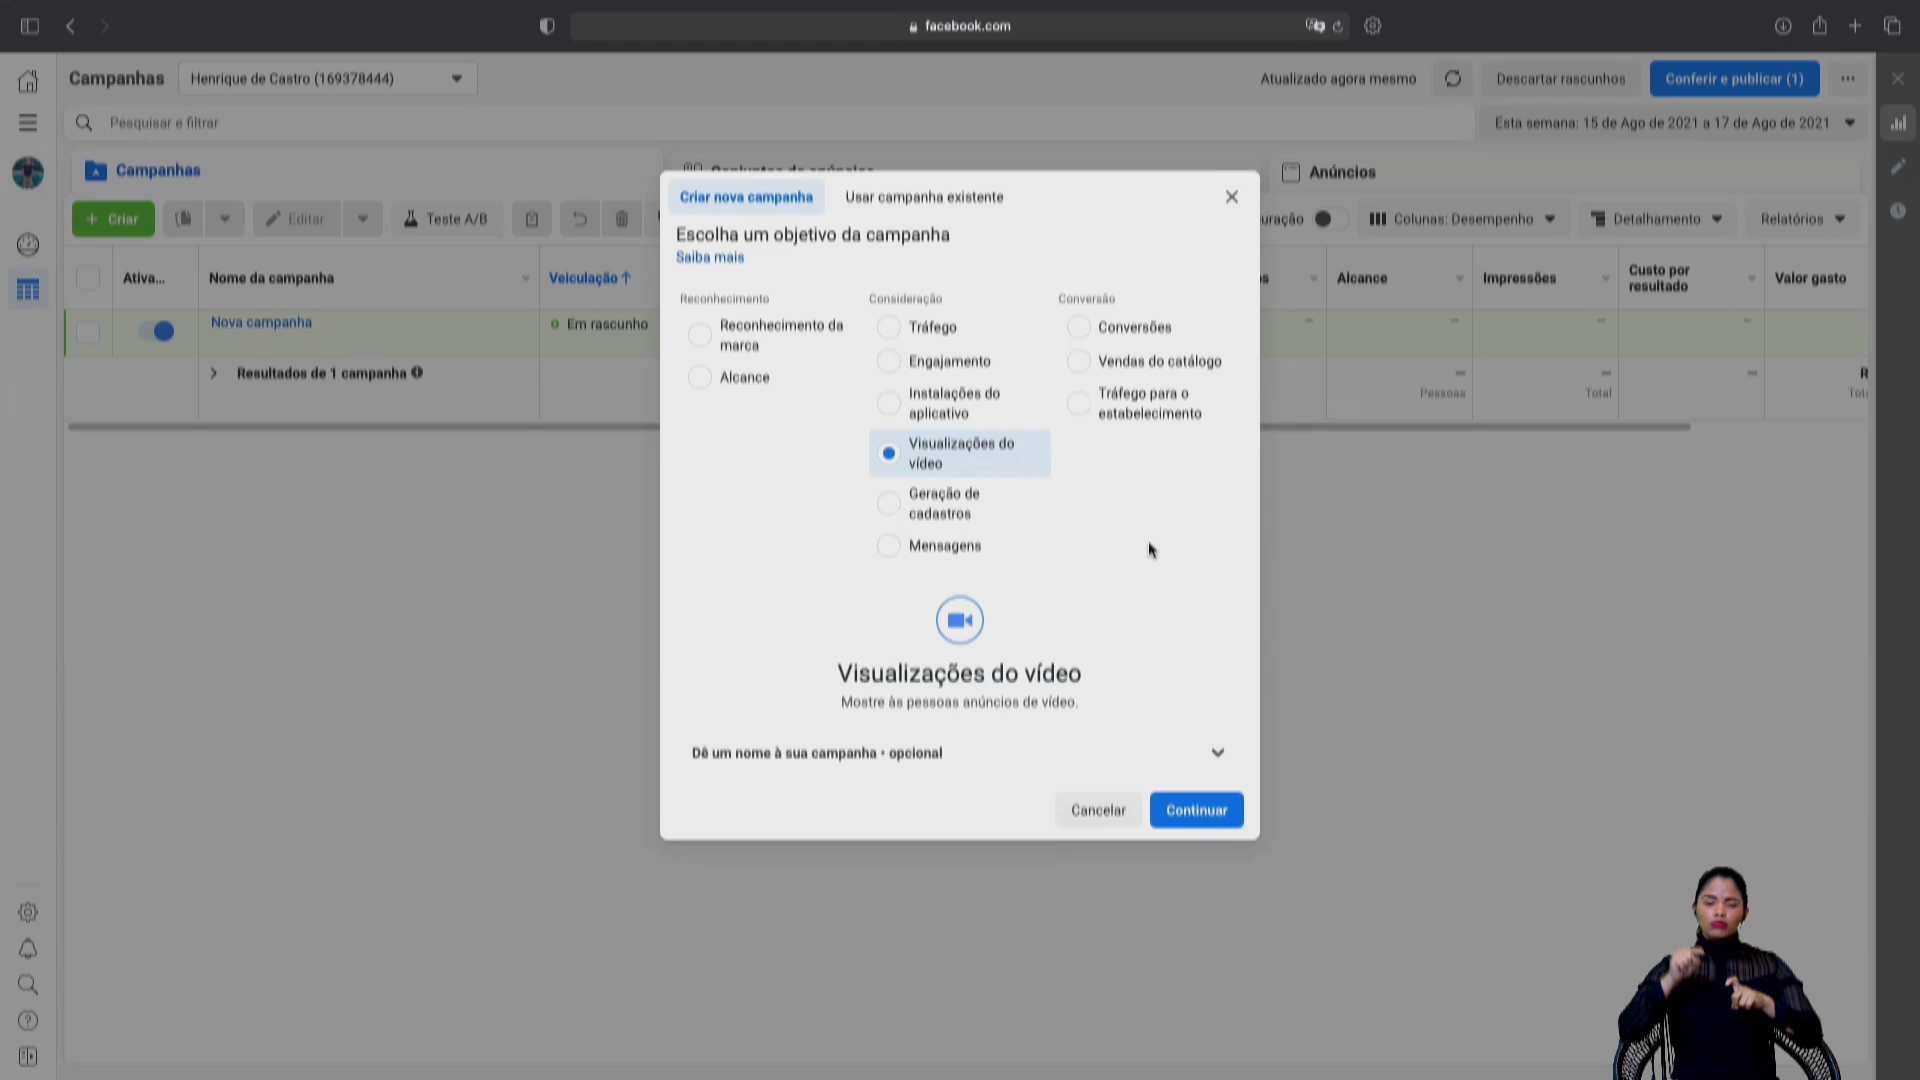 facebook.com
Campanhas
Henrique de Castro (169378444)
Atualizado agora mesmo
Descartar rascunhos
Conferir e publicar (1)
Pesquisar e filtrar
Esta semana: 15 de Ago de 2021 a 17 de Ago de 2021
Campanhas
Anúncios
+ Criar
Editar
Teste A/B
uração
Colunas: Desempenho
Detalhamento
Relatórios
Ativa...
Nome da campanha
Veiculação ↑
s
Alcance
Impressões
Custo por
resultado
Valor gasto
Nova campanha
Em rascunho
—
—
—
—
Resultados de 1 campanha
—
—
—
R
Pessoas
Total
Tot
Criar nova campanha
Usar campanha existente
Escolha um objetivo da campanha
Saiba mais
Reconhecimento
Consideração
Conversão
Reconhecimento da
marca
Alcance
Tráfego
Engajamento
Instalações do
aplicativo
Visualizações do
vídeo
Geração de
cadastros
Mensagens
Conversões
Vendas do catálogo
Tráfego para o
estabelecimento
Visualizações do vídeo
Mostre às pessoas anúncios de vídeo.
Dê um nome à sua campanha • opcional
Cancelar
Continuar